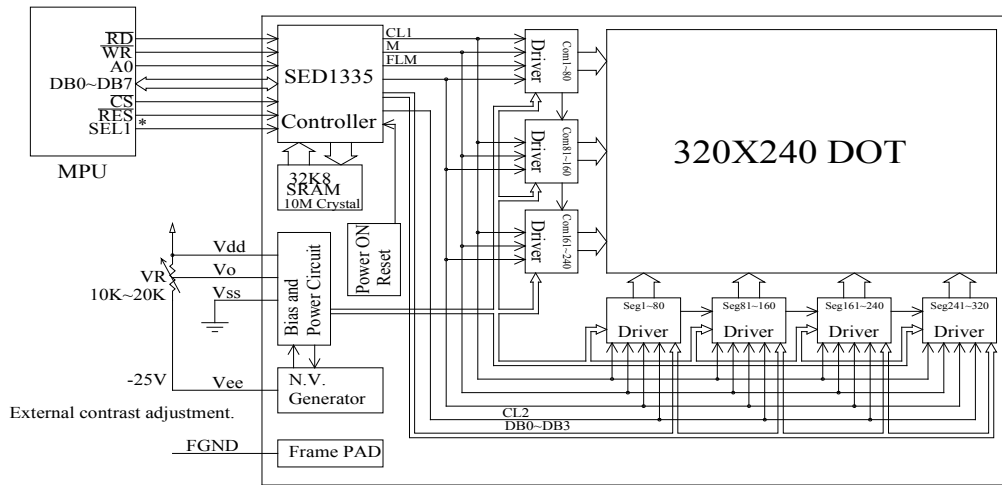 RD
WR
A0
DB0~DB7
CS
RES
SEL1 *
MPU
SED1335
Controller
CL1
M
FLM
32K8
SRAM
10M Crystal
Power ON
Reset
Driver
Com1~80
Driver
Com81~160
Driver
Com161~240
320X240 DOT
Vdd
Vo
Vss
VR
10K~20K
Bias and
Power Circuit
-25V
Vee
N.V.
Generator
External contrast adjustment.
FGND
Frame PAD
Seg1~80
Driver
Seg81~160
Driver
Seg161~240
Driver
Seg241~320
Driver
CL2
DB0~DB3